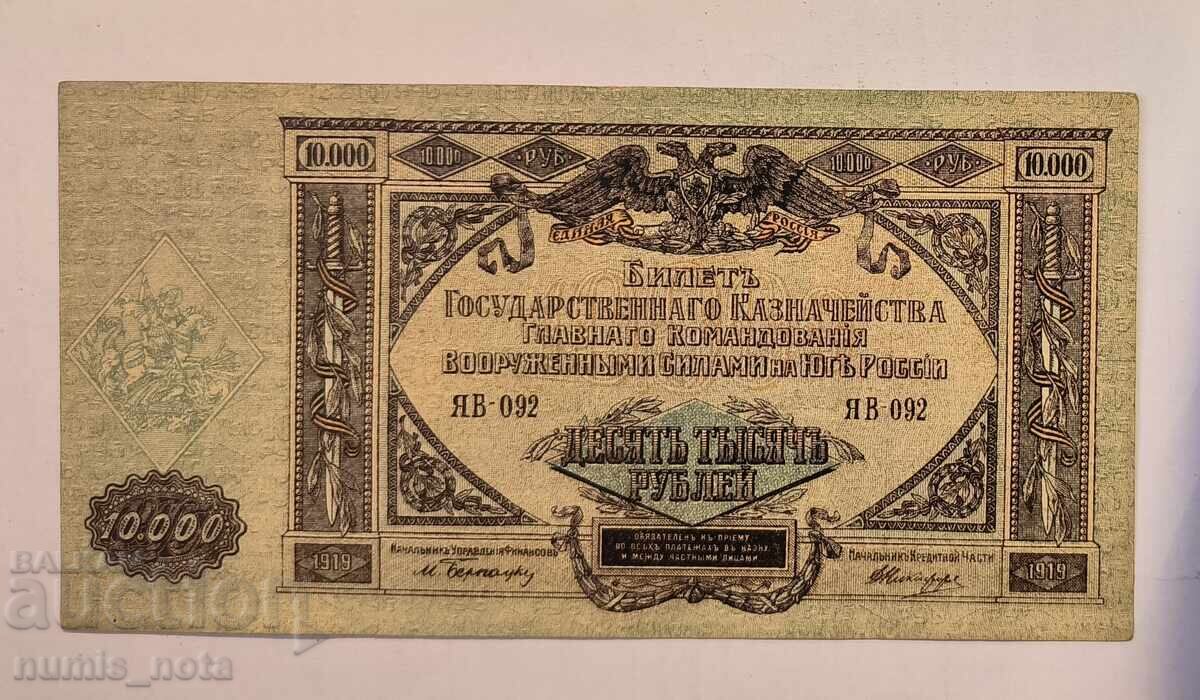 10.000 10.000 РУБ 10.000 РУБ 10.000
ЕДИНАЯ РОССІЯ
БИЛЕТЪ
ГОСУДАРСТВЕННАГО КАЗНАЧЕЙСТВА
ГЛАВНАГО КОМАНДОВАНІЯ
ВООРУЖЕННЫМИ СИЛАМИ НА ЮГѢ РОССІИ
ЯВ-092 ЯВ-092
ДЕСЯТЬ ТЫСЯЧЪ
РУБЛЕЙ
10.000
ОБЯЗАТЕЛЕНЪ КЪ ПРІЕМУ
ВО ВСѢХЪ ПЛАТЕЖАХЪ ВЪ КАЗНУ
И МЕЖДУ ЧАСТНЫМИ ЛИЦАМИ
1919 НАЧАЛЬНИКЪ УПРАВЛЕНІЯ ФИНАНСОВЪ НАЧАЛЬНИКЪ КРЕДИТНОЙ ЧАСТИ 1919
М. Бернацкій
auction
numis_nota